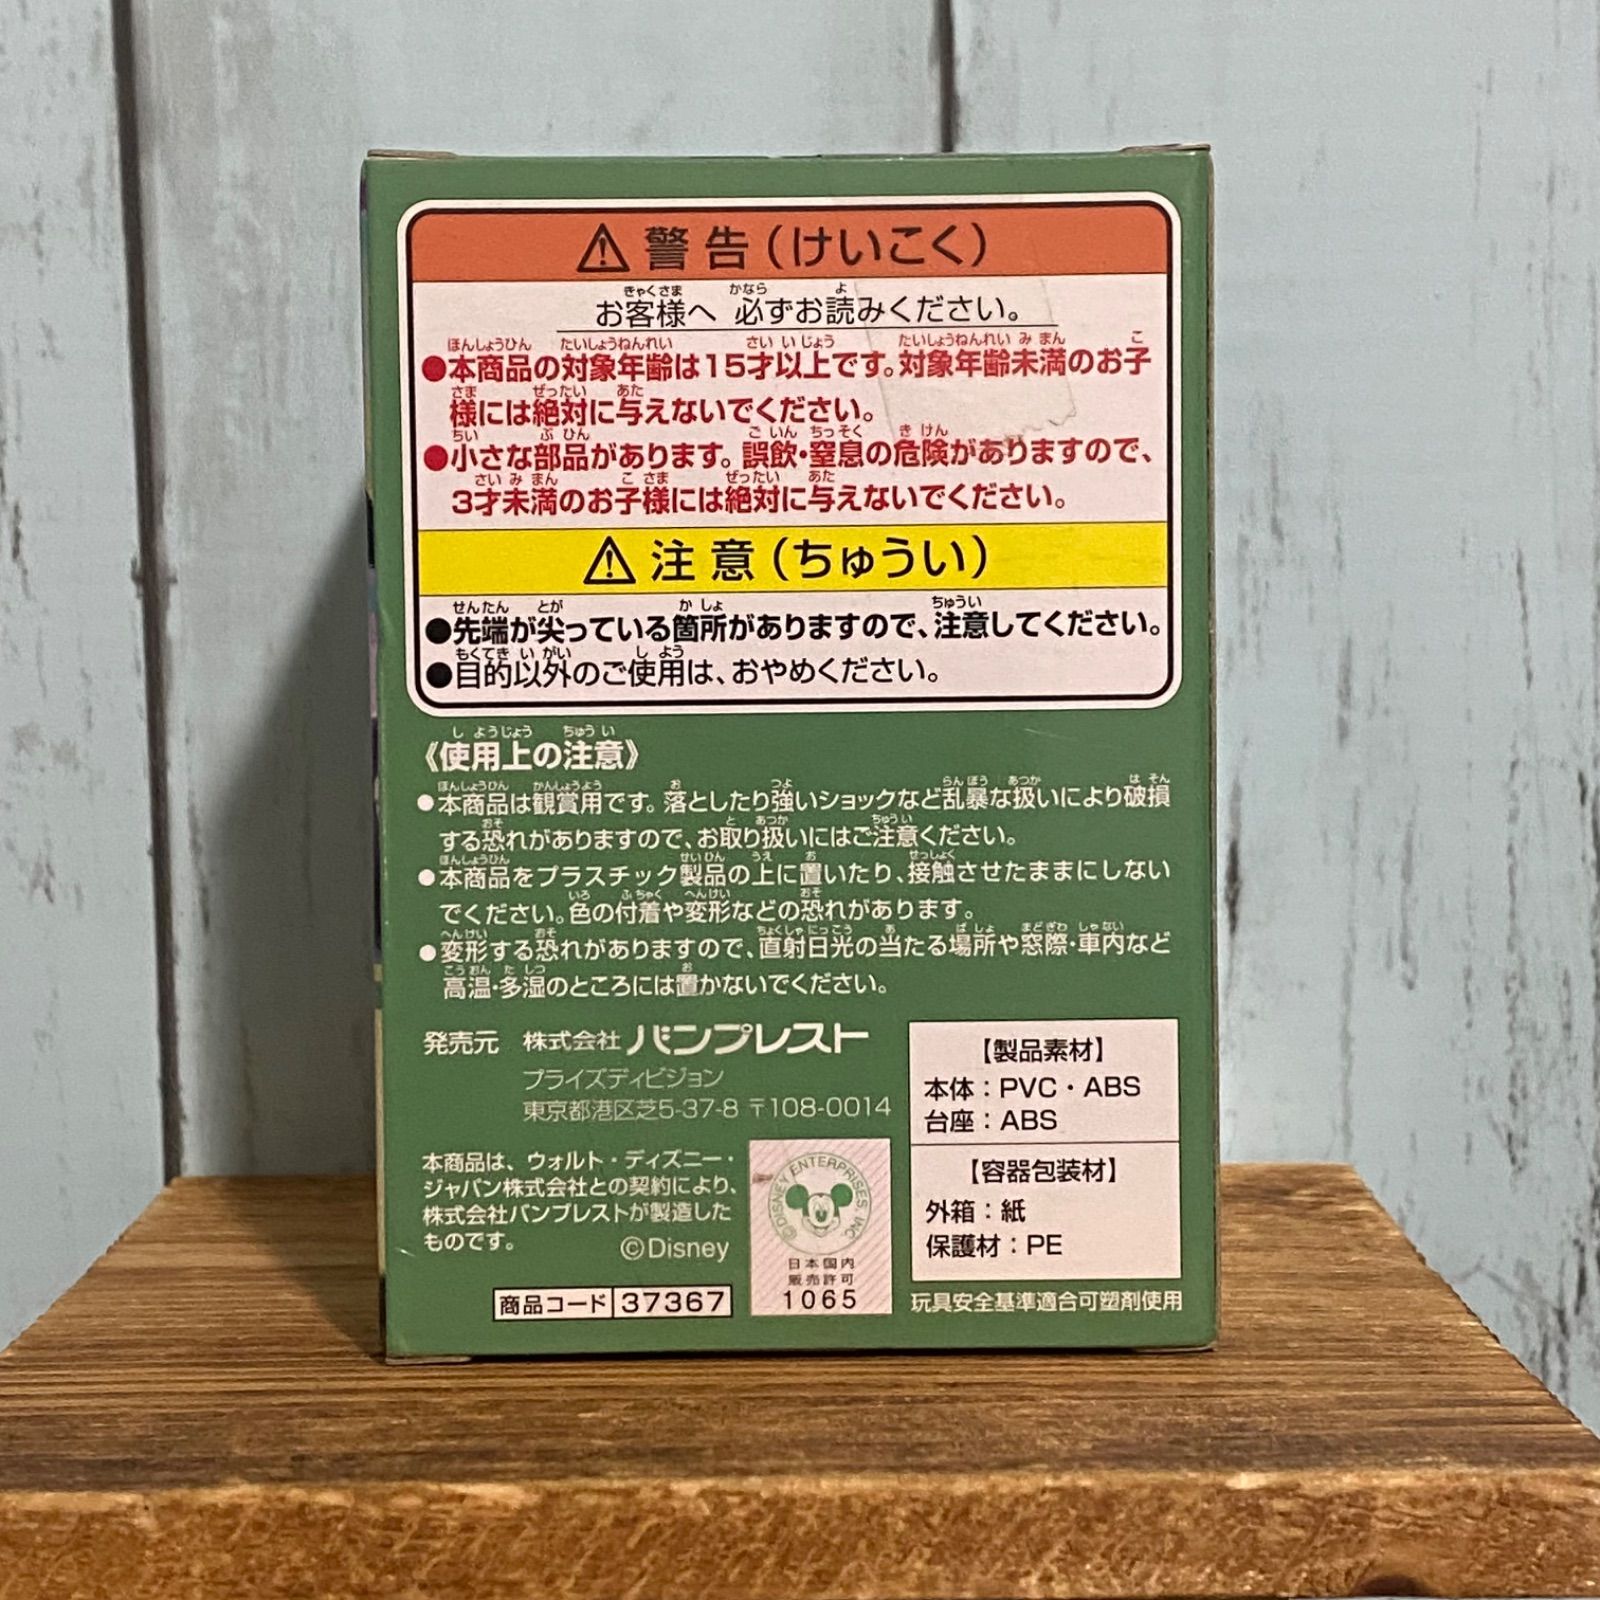 ⚠警告(けいこく)
お客様へ 必ずお読みください。
●本商品の対象年齢は15才以上です。対象年齢未満のお子
様には絶対に与えないでください。
●小さな部品があります。誤飲・窒息の危険がありますので、
3才未満のお子様には絶対に与えないでください。
⚠注意(ちゅうい)
●先端が尖っている箇所がありますので、注意してください。
●目的以外のご使用は、おやめください。
《使用上の注意》
●本商品は観賞用です。落としたり強いショックなど乱暴な扱いにより破損
する恐れがありますので、お取り扱いにはご注意ください。
●本商品をプラスチック製品の上に置いたり、接触させたままにしない
でください。色の付着や変形などの恐れがあります。
●変形する恐れがありますので、直射日光の当たる場所や窓際・車内など
高温・多湿のところには置かないでください。
発売元 株式会社バンプレスト
プライズディビジョン
東京都港区芝5-37-8 〒108-0014
本商品は、ウォルト・ディズニー・
ジャパン株式会社との契約により、
株式会社バンプレストが製造した
ものです。 ©Disney
商品コード 37367
©DISNEY ENTERPRISES, INC.
日本国内
販売許可
1065
【製品素材】
本体：PVC・ABS
台座：ABS
【容器包装材】
外箱：紙
保護材：PE
玩具安全基準適合可塑剤使用